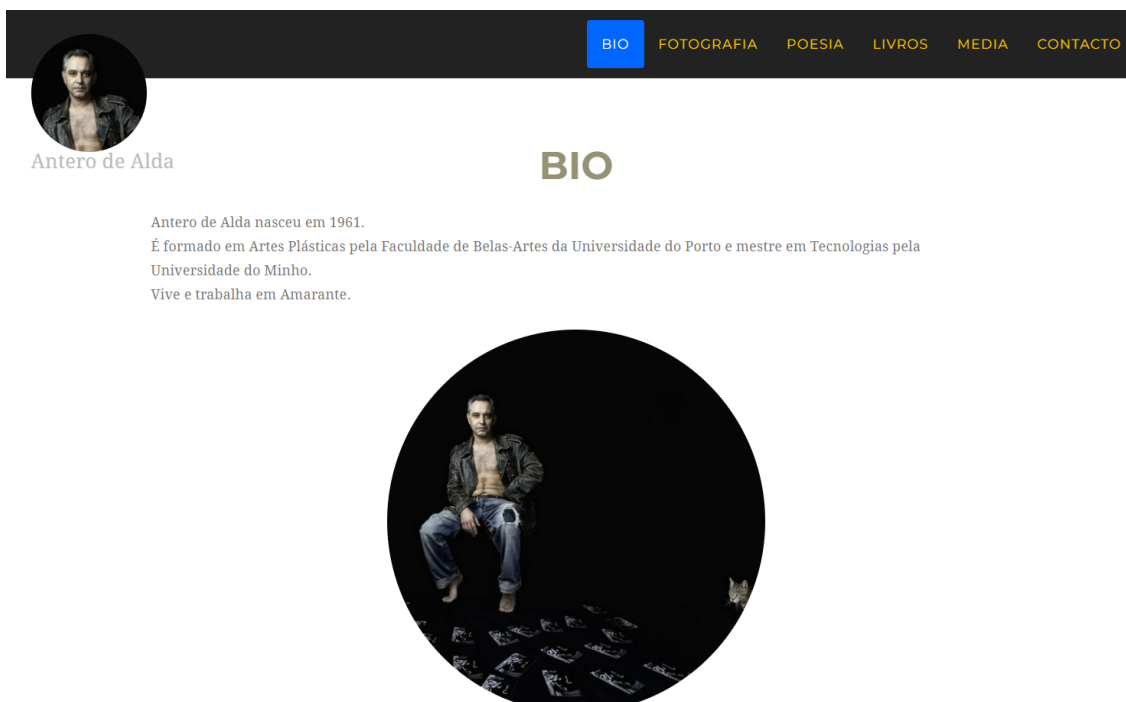 BIO
FOTOGRAFIA
POESIA
LIVROS
MEDIA
CONTACTO
Antero de Alda
BIO
Antero de Alda nasceu em 1961.
É formado em Artes Plásticas pela Faculdade de Belas-Artes da Universidade do Porto e mestre em Tecnologias pela
Universidade do Minho.
Vive e trabalha em Amarante.